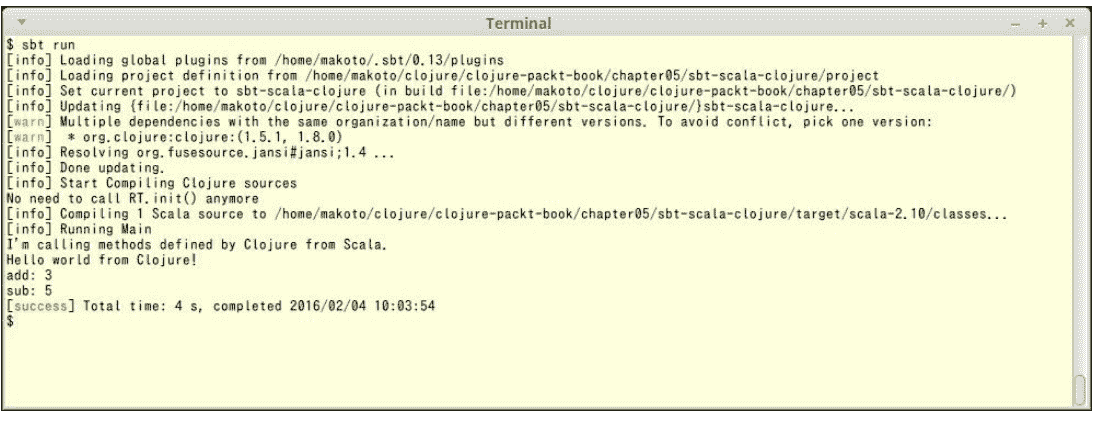 Terminal
$ sbt run
[info] Loading global plugins from /home/makoto/.sbt/0.13/plugins
[info] Loading project definition from /home/makoto/clojure/clojure-packt-book/chapter05/sbt-scala-clojure/project
[info] Set current project to sbt-scala-clojure (in build file:/home/makoto/clojure/clojure-packt-book/chapter05/sbt-scala-clojure/)
[info] Updating {file:/home/makoto/clojure/clojure-packt-book/chapter05/sbt-scala-clojure/}sbt-scala-clojure...
[warn] Multiple dependencies with the same organization/name but different versions. To avoid conflict, pick one version:
[warn]  * org.clojure:clojure:(1.5.1, 1.8.0)
[info] Resolving org.fusesource.jansi#jansi;1.4 ...
[info] Done updating.
[info] Start Compiling Clojure sources
No need to call RT.init() anymore
[info] Compiling 1 Scala source to /home/makoto/clojure/clojure-packt-book/chapter05/sbt-scala-clojure/target/scala-2.10/classes...
[info] Running Main
I'm calling methods defined by Clojure from Scala.
Hello world from Clojure!
add: 3
sub: 5
[success] Total time: 4 s, completed 2016/02/04 10:03:54
$